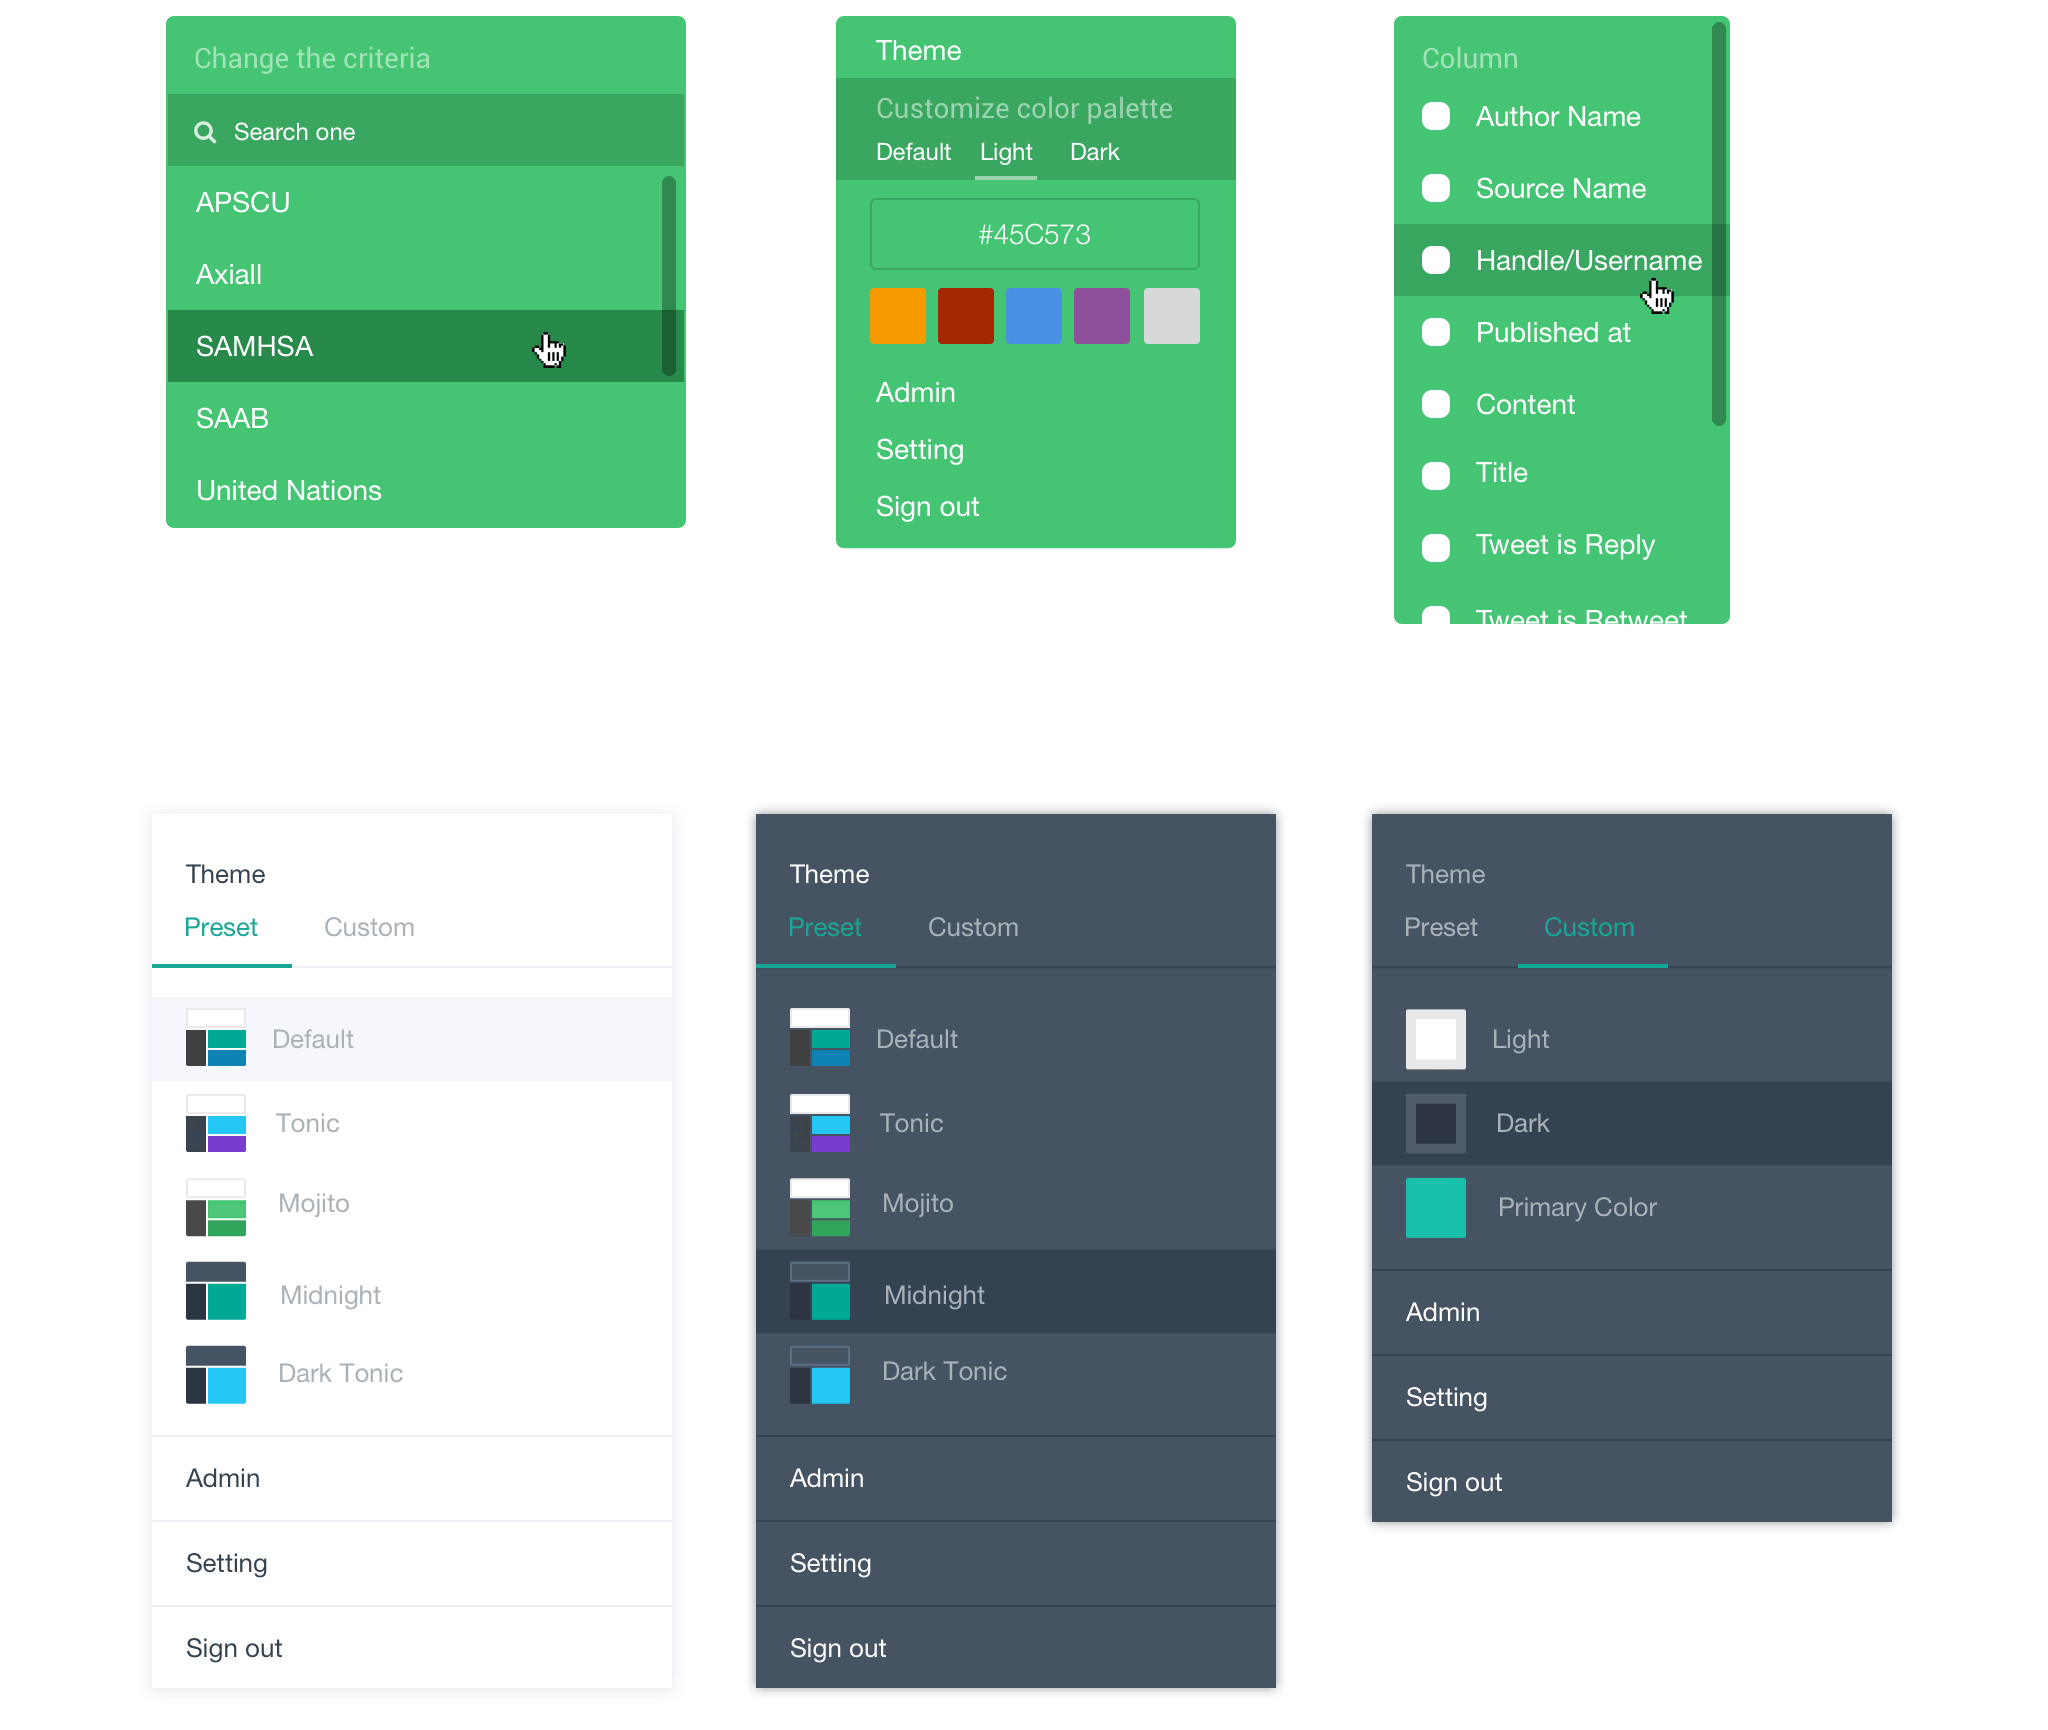 Change the criteria
Search one
APSCU
Axiall
SAMHSA
SAAB
United Nations
Theme
Customize color palette
Default Light Dark
#45C573
Admin
Setting
Sign out
Column
Author Name
Source Name
Handle/Username
Published at
Content
Title
Tweet is Reply
Tweet is Retweet
Theme
Preset Custom
Default
Tonic
Mojito
Midnight
Dark Tonic
Admin
Setting
Sign out
Theme
Preset Custom
Default
Tonic
Mojito
Midnight
Dark Tonic
Admin
Setting
Sign out
Theme
Preset Custom
Light
Dark
Primary Color
Admin
Setting
Sign out